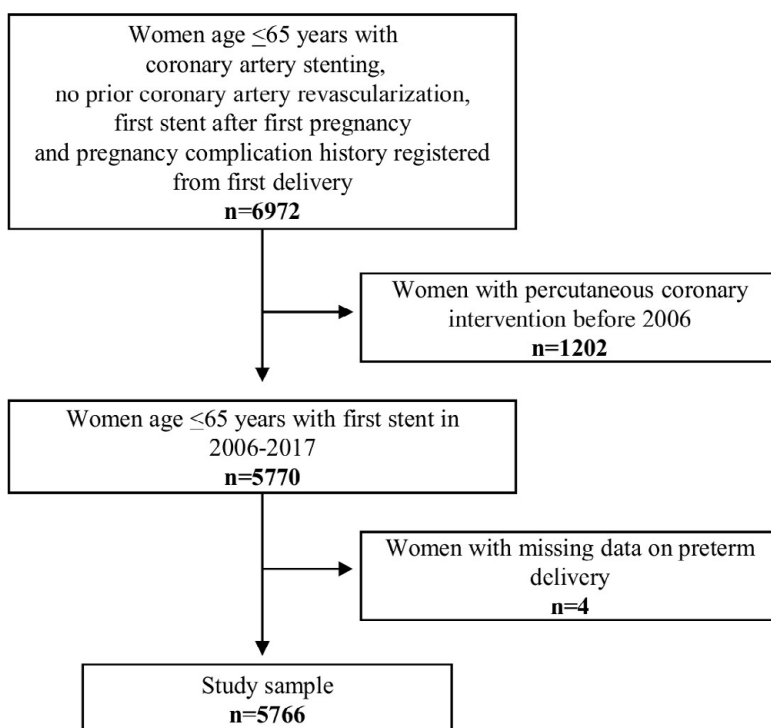 Women age ≤65 years with
coronary artery stenting,
no prior coronary artery revascularization,
first stent after first pregnancy
and pregnancy complication history registered
from first delivery
n=6972
Women with percutaneous coronary
intervention before 2006
n=1202
Women age ≤65 years with first stent in
2006-2017
n=5770
Women with missing data on preterm
delivery
n=4
Study sample
n=5766